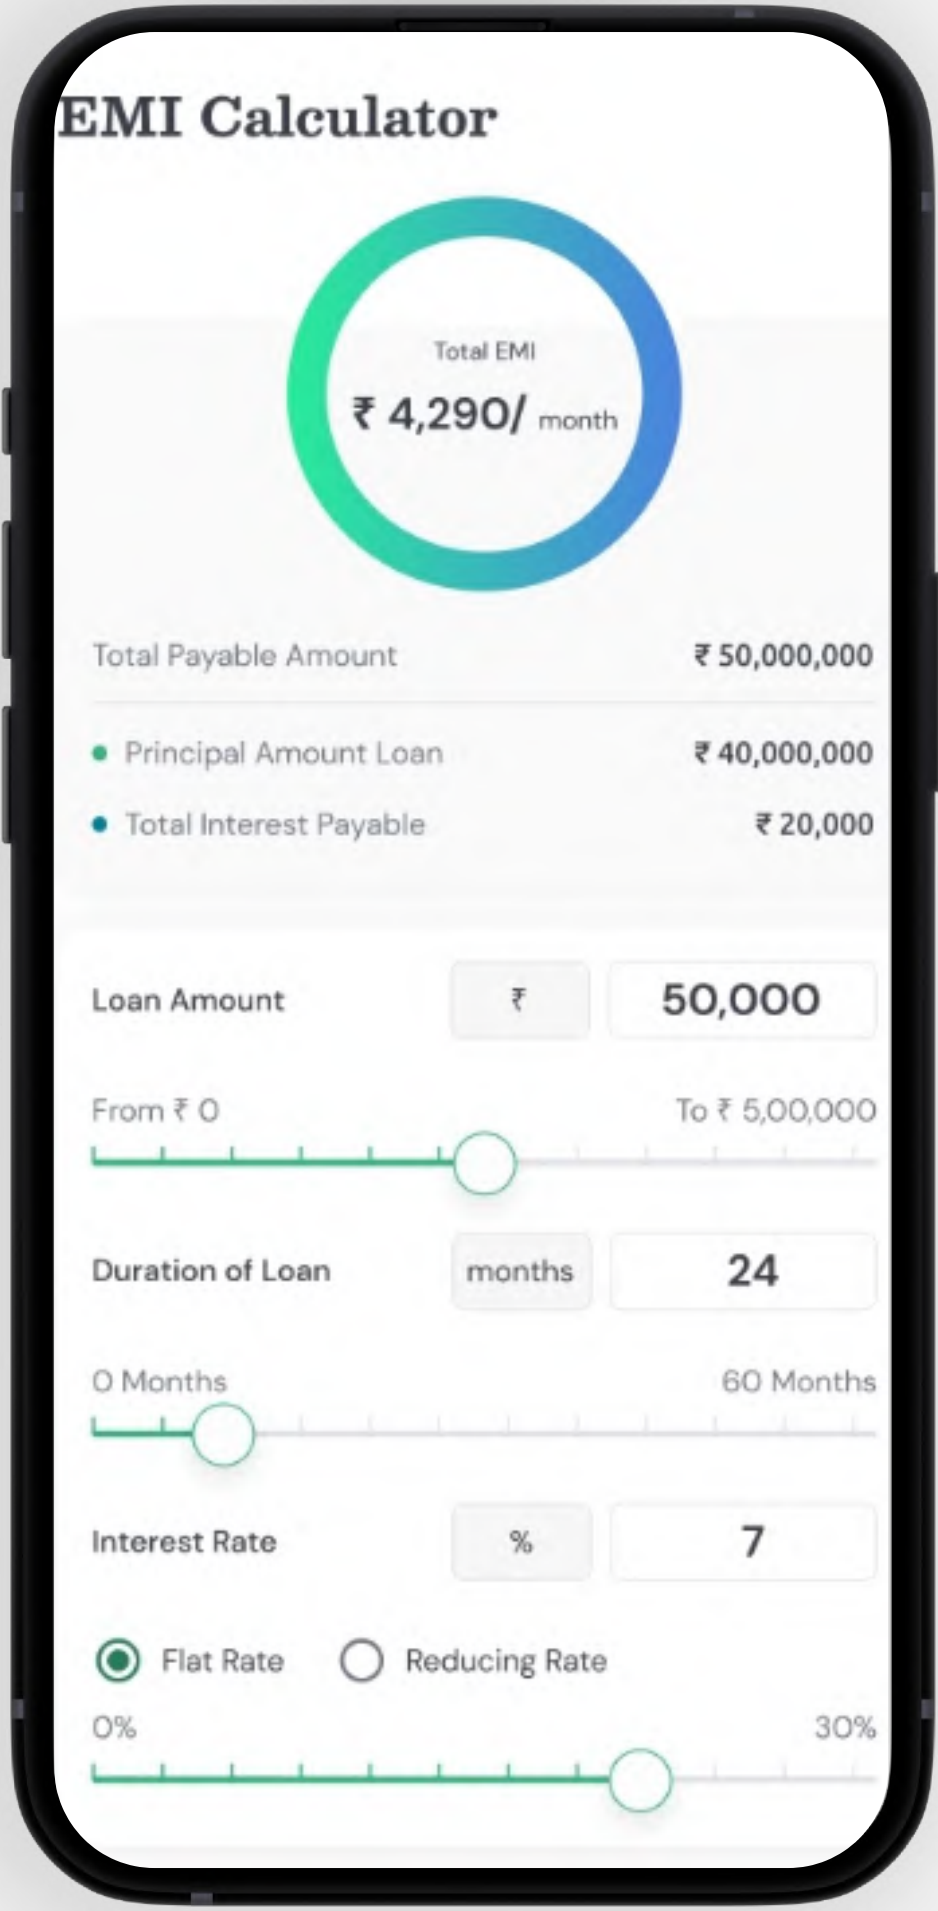 EMI Calculator
Total EMI
₹ 4,290/ month
Total Payable Amount ₹ 50,000,000
Principal Amount Loan ₹ 40,000,000
Total Interest Payable ₹ 20,000
Loan Amount ₹ 50,000
From ₹ 0 To ₹ 5,00,000
Duration of Loan months 24
0 Months 60 Months
Interest Rate % 7
Flat Rate Reducing Rate
0% 30%